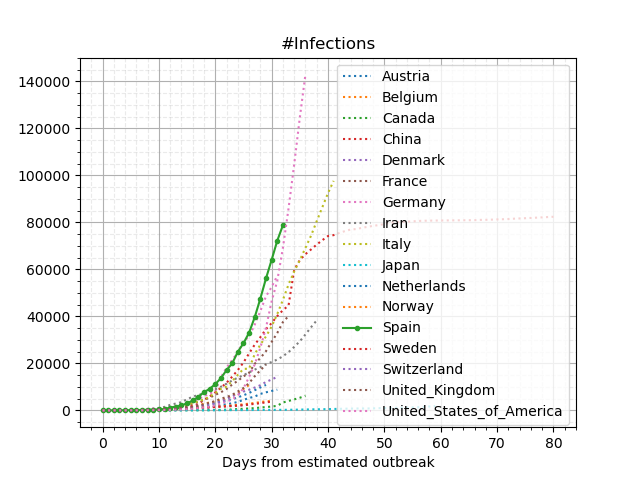 #Infections
140000
120000
100000
80000
60000
40000
20000
0
Austria
Belgium
Canada
China
Denmark
France
Germany
Iran
Italy
Japan
Netherlands
Norway
Spain
Sweden
Switzerland
United_Kingdom
United_States_of_America
0 10 20 30 40 50 60 70 80
Days from estimated outbreak